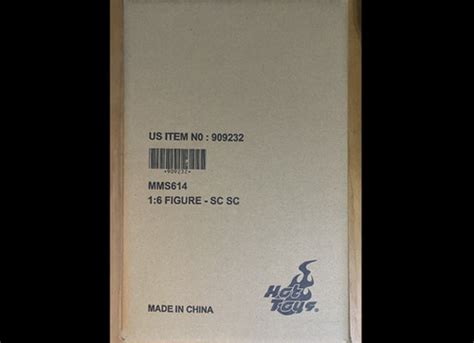 US ITEM N0 : 909232
*909232*
MMS614
1:6 FIGURE - SC SC
Hot
Toys®
MADE IN CHINA